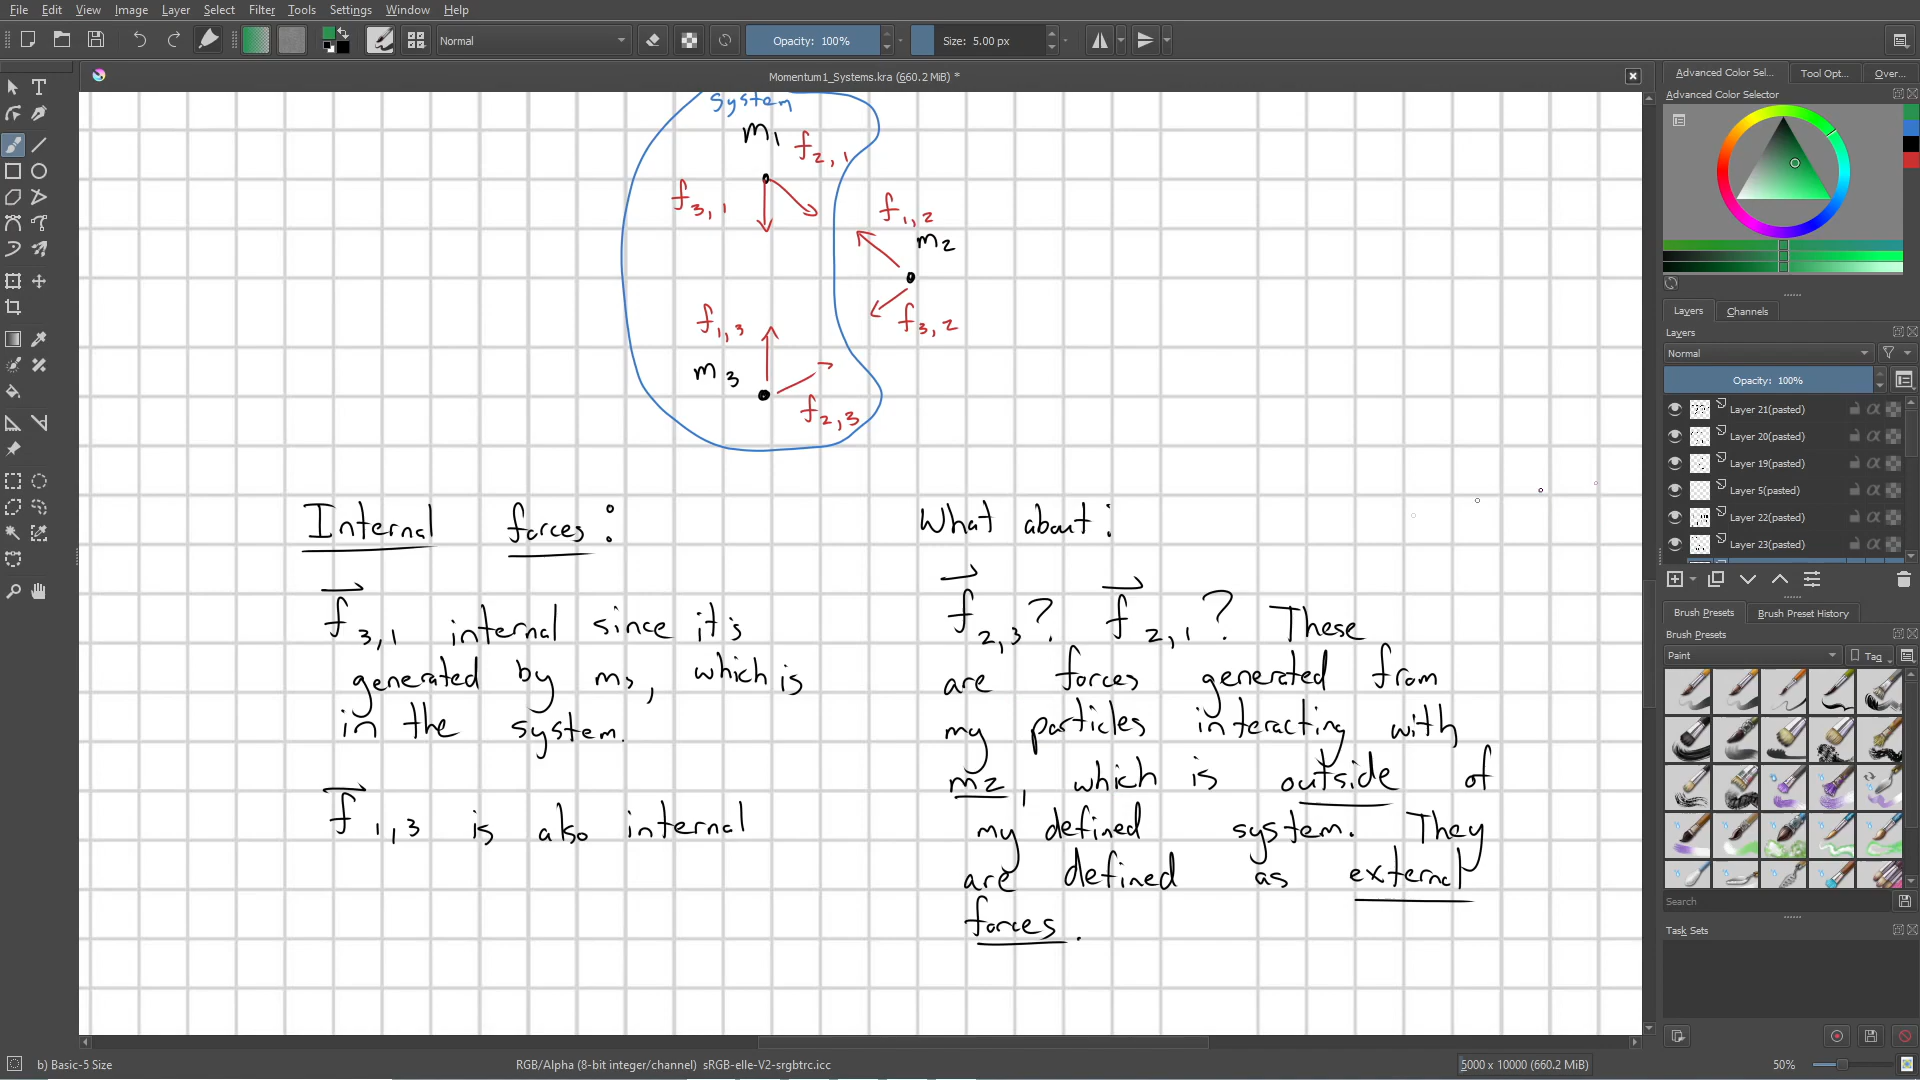 File Edit View Image Layer Select Filter Tools Settings Window Help
Normal
Opacity: 100%
Size: 5.00 px
Momentum1_Systems.kra (660.2 MiB) *
System
m1
f2,1
f3,1
f1,2
m2
f3,2
f1,3
m3
f2,3
Internal forces:
f3,1 internal since it's
generated by m3, which is
in the system.
f1,3 is also internal
What about:
f2,3? f2,1? These
are forces generated from
my particles interacting with
m2, which is outside of
my defined system. They
are defined as external
forces.
Advanced Color Sel... Tool Opt... Over...
Advanced Color Selector
Layers Channels
Layers
Normal
Opacity: 100%
Layer 21(pasted)
Layer 20(pasted)
Layer 19(pasted)
Layer 5(pasted)
Layer 22(pasted)
Layer 23(pasted)
Brush Presets Brush Preset History
Brush Presets
Paint
Tag
Search
Task Sets
b) Basic-5 Size
RGB/Alpha (8-bit integer/channel) sRGB-elle-V2-srgbtrc.icc
5000 x 10000 (660.2 MiB)
50%